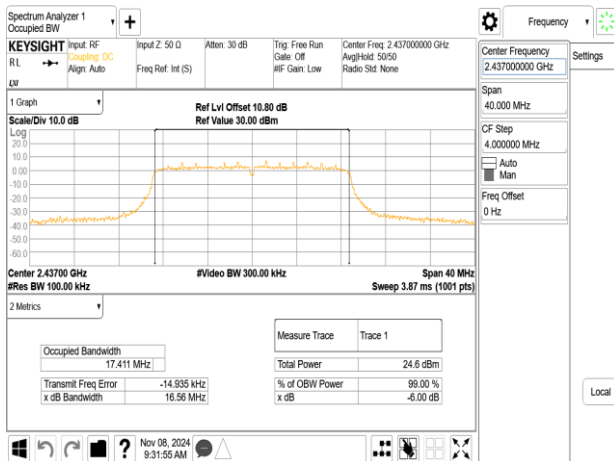 Spectrum Analyzer 1
Occupied BW
Frequency
KEYSIGHT
RL
Input: RF
Coupling: DC
Align: Auto
Input Z: 50 Ω
Freq Ref: Int (S)
Atten: 30 dB
Trig: Free Run
Gate: Off
#IF Gain: Low
Center Freq: 2.437000000 GHz
Avg|Hold: 50/50
Radio Std: None
LXI
Center Frequency
2.437000000 GHz
Settings
Span
40.000 MHz
CF Step
4.000000 MHz
Auto
Man
Freq Offset
0 Hz
Local
1 Graph
Scale/Div 10.0 dB
Ref Lvl Offset 10.80 dB
Ref Value 30.00 dBm
Log
20.0
10.0
0.00
-10.0
-20.0
-30.0
-40.0
-50.0
-60.0
Center 2.43700 GHz
#Video BW 300.00 kHz
Span 40 MHz
#Res BW 100.00 kHz
Sweep 3.87 ms (1001 pts)
2 Metrics
Measure Trace Trace 1
Occupied Bandwidth
17.411 MHz
Total Power 24.6 dBm
Transmit Freq Error -14.935 kHz
% of OBW Power 99.00 %
x dB Bandwidth 16.56 MHz
x dB -6.00 dB
?
Nov 08, 2024
9:31:55 AM